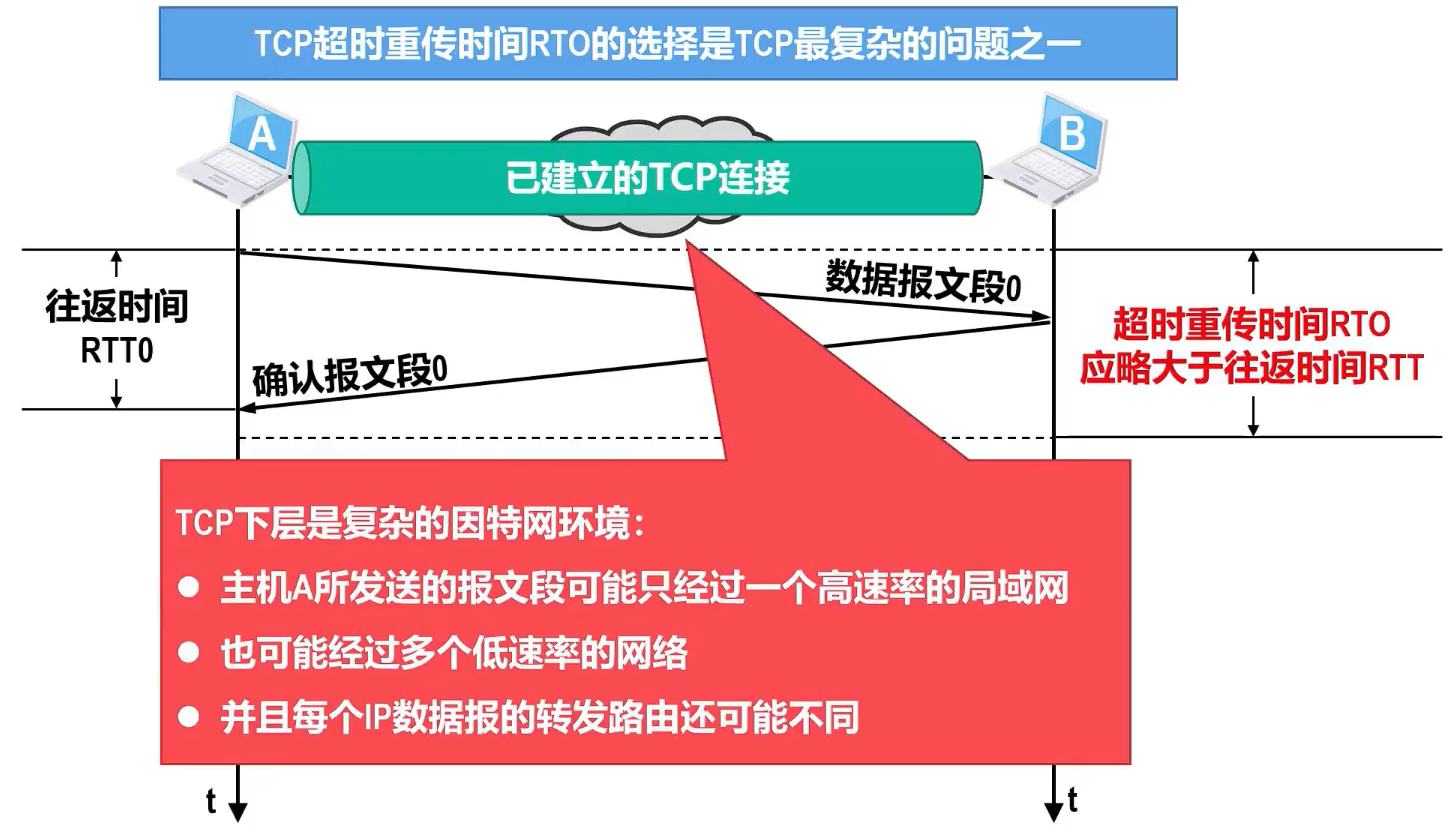 TCP超时重传时间RTO的选择是TCP最复杂的问题之一
A
B
已建立的TCP连接
数据报文段0
往返时间
RTT0
确认报文段0
超时重传时间RTO
应略大于往返时间RTT
TCP下层是复杂的因特网环境：
● 主机A所发送的报文段可能只经过一个高速率的局域网
● 也可能经过多个低速率的网络
● 并且每个IP数据报的转发路由还可能不同
t
t